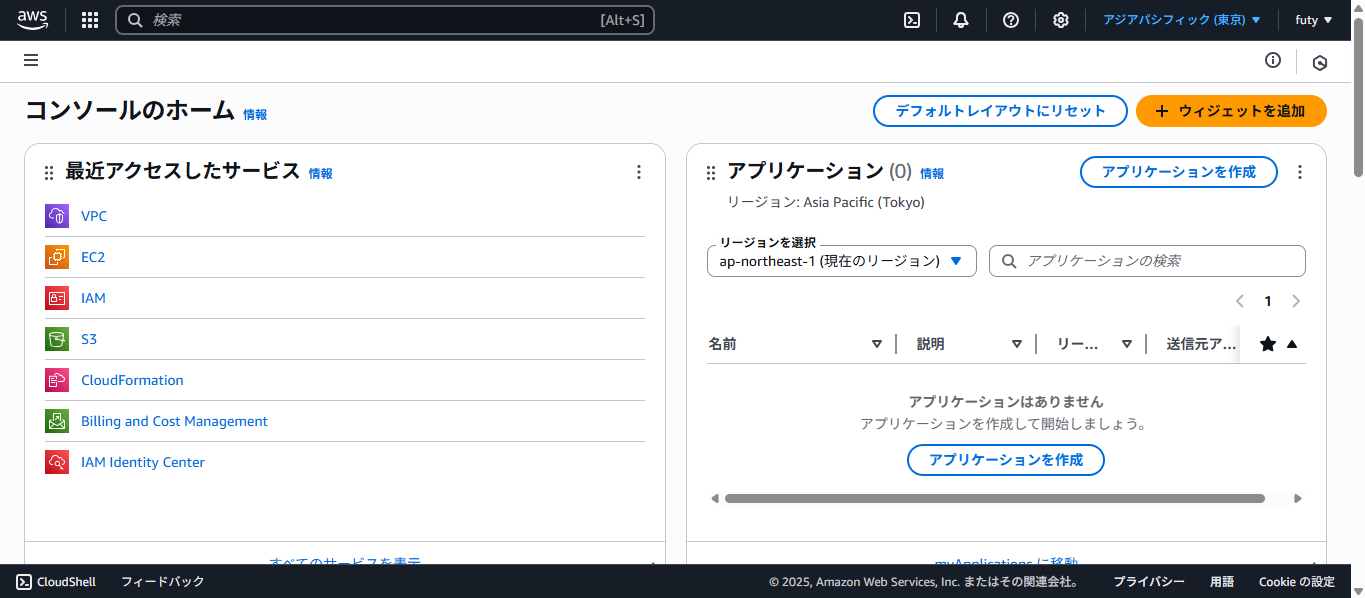 aws
検索 [Alt+S]
アジアパシフィック (東京) ▼
futy ▼
コンソールのホーム 情報
デフォルトレイアウトにリセット
+ ウィジェットを追加
最近アクセスしたサービス 情報
VPC
EC2
IAM
S3
CloudFormation
Billing and Cost Management
IAM Identity Center
すべてのサービスを表示
アプリケーション (0) 情報
アプリケーションを作成
リージョン: Asia Pacific (Tokyo)
リージョンを選択
ap-northeast-1 (現在のリージョン)
アプリケーションの検索
1
名前 説明 リー... 送信元ア...
アプリケーションはありません
アプリケーションを作成して開始しましょう。
アプリケーションを作成
myApplications に移動
CloudShell フィードバック
© 2025, Amazon Web Services, Inc. またはその関連会社。 プライバシー 用語 Cookie の設定